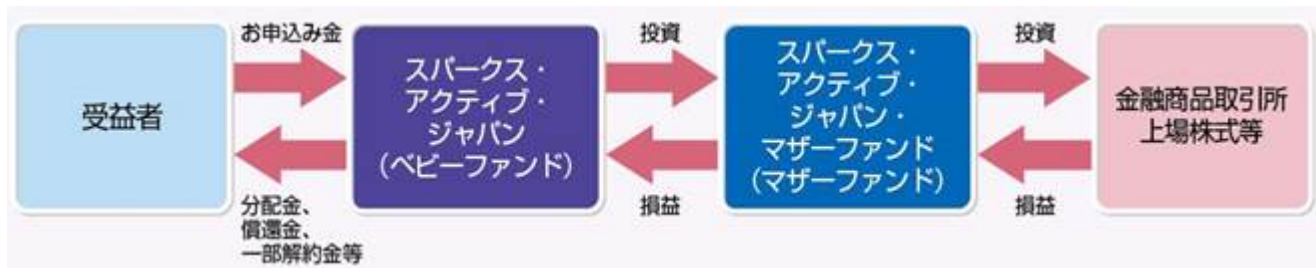 受益者
お申込み金
分配金、
償還金、
一部解約金等
スパークス・
アクティブ・
ジャパン
(ベビーファンド)
投資
損益
スパークス・
アクティブ・
ジャパン・
マザーファンド
(マザーファンド)
投資
損益
金融商品取引所
上場株式等